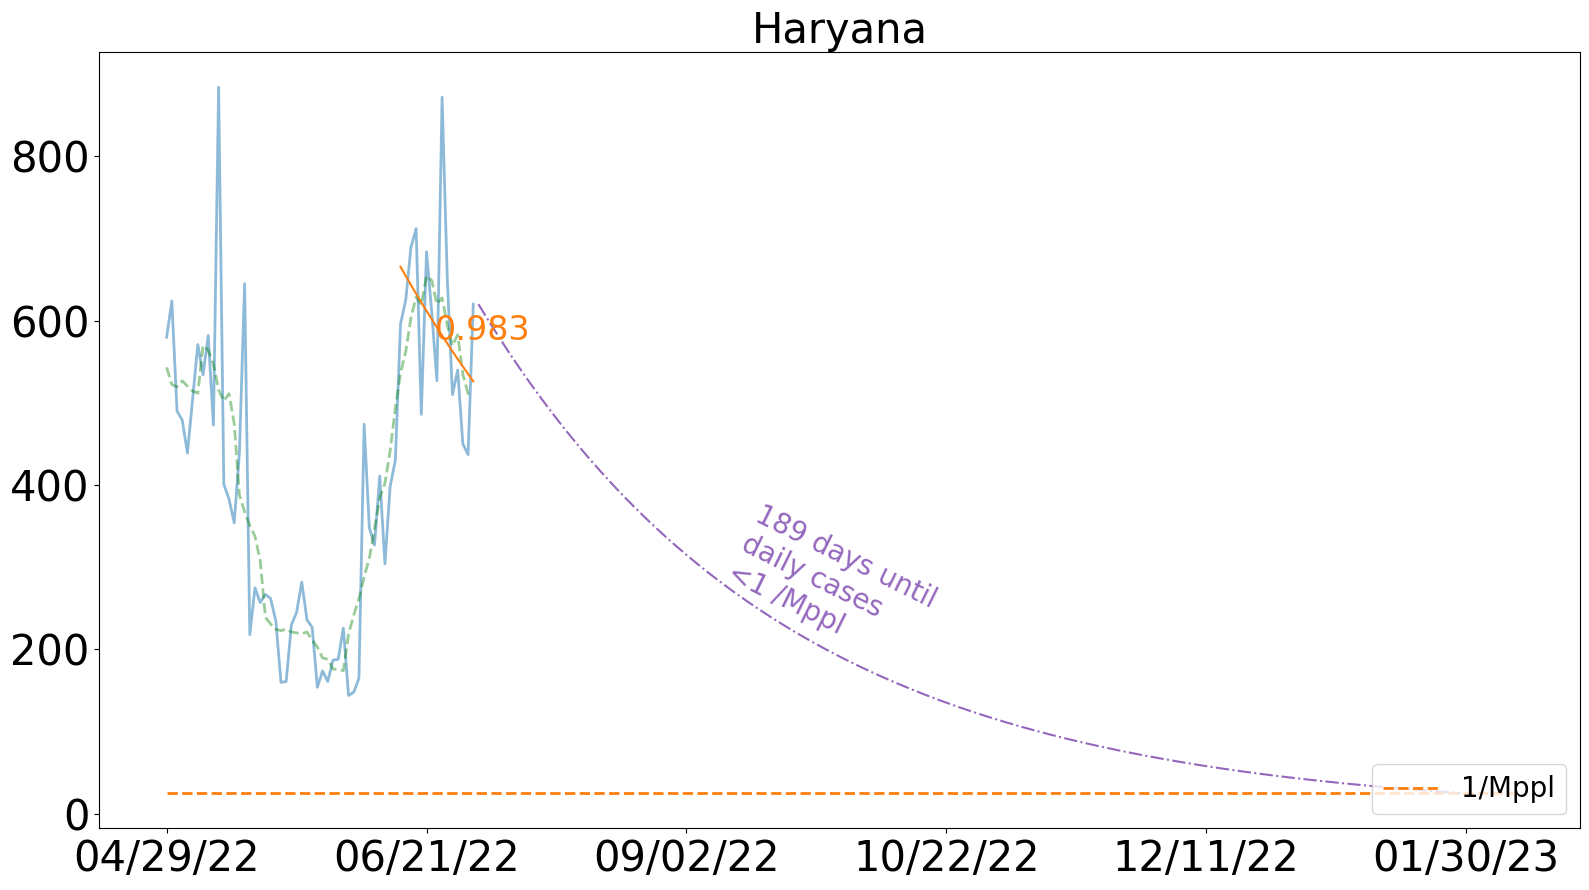 Haryana
800
600
400
200
0
0.983
189 days until
daily cases
<1 /Mppl
1/Mppl
04/29/22
06/21/22
09/02/22
10/22/22
12/11/22
01/30/23